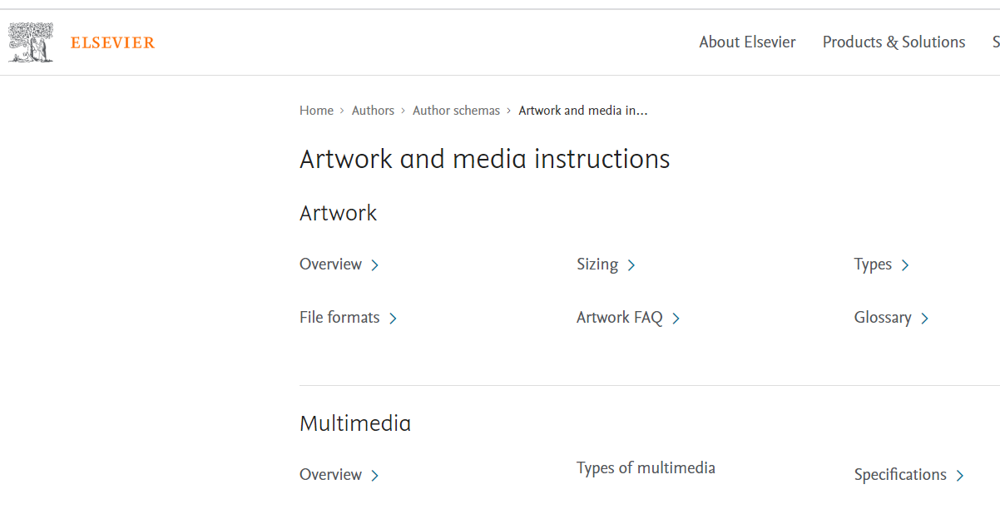 ELSEVIER
About Elsevier Products & Solutions S
Home › Authors › Author schemas › Artwork and media in...
Artwork and media instructions
Artwork
Overview Sizing Types
File formats Artwork FAQ Glossary
Multimedia
Overview Types of multimedia Specifications